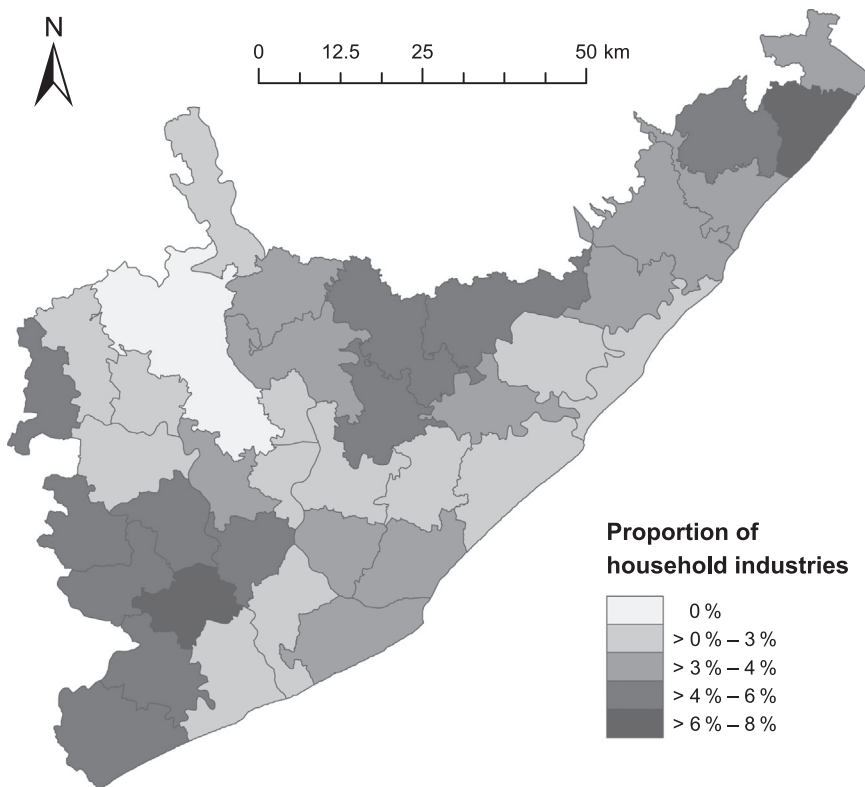 N
0 12.5 25 50 km
Proportion of
household industries
0 %
> 0 % – 3 %
> 3 % – 4 %
> 4 % – 6 %
> 6 % – 8 %